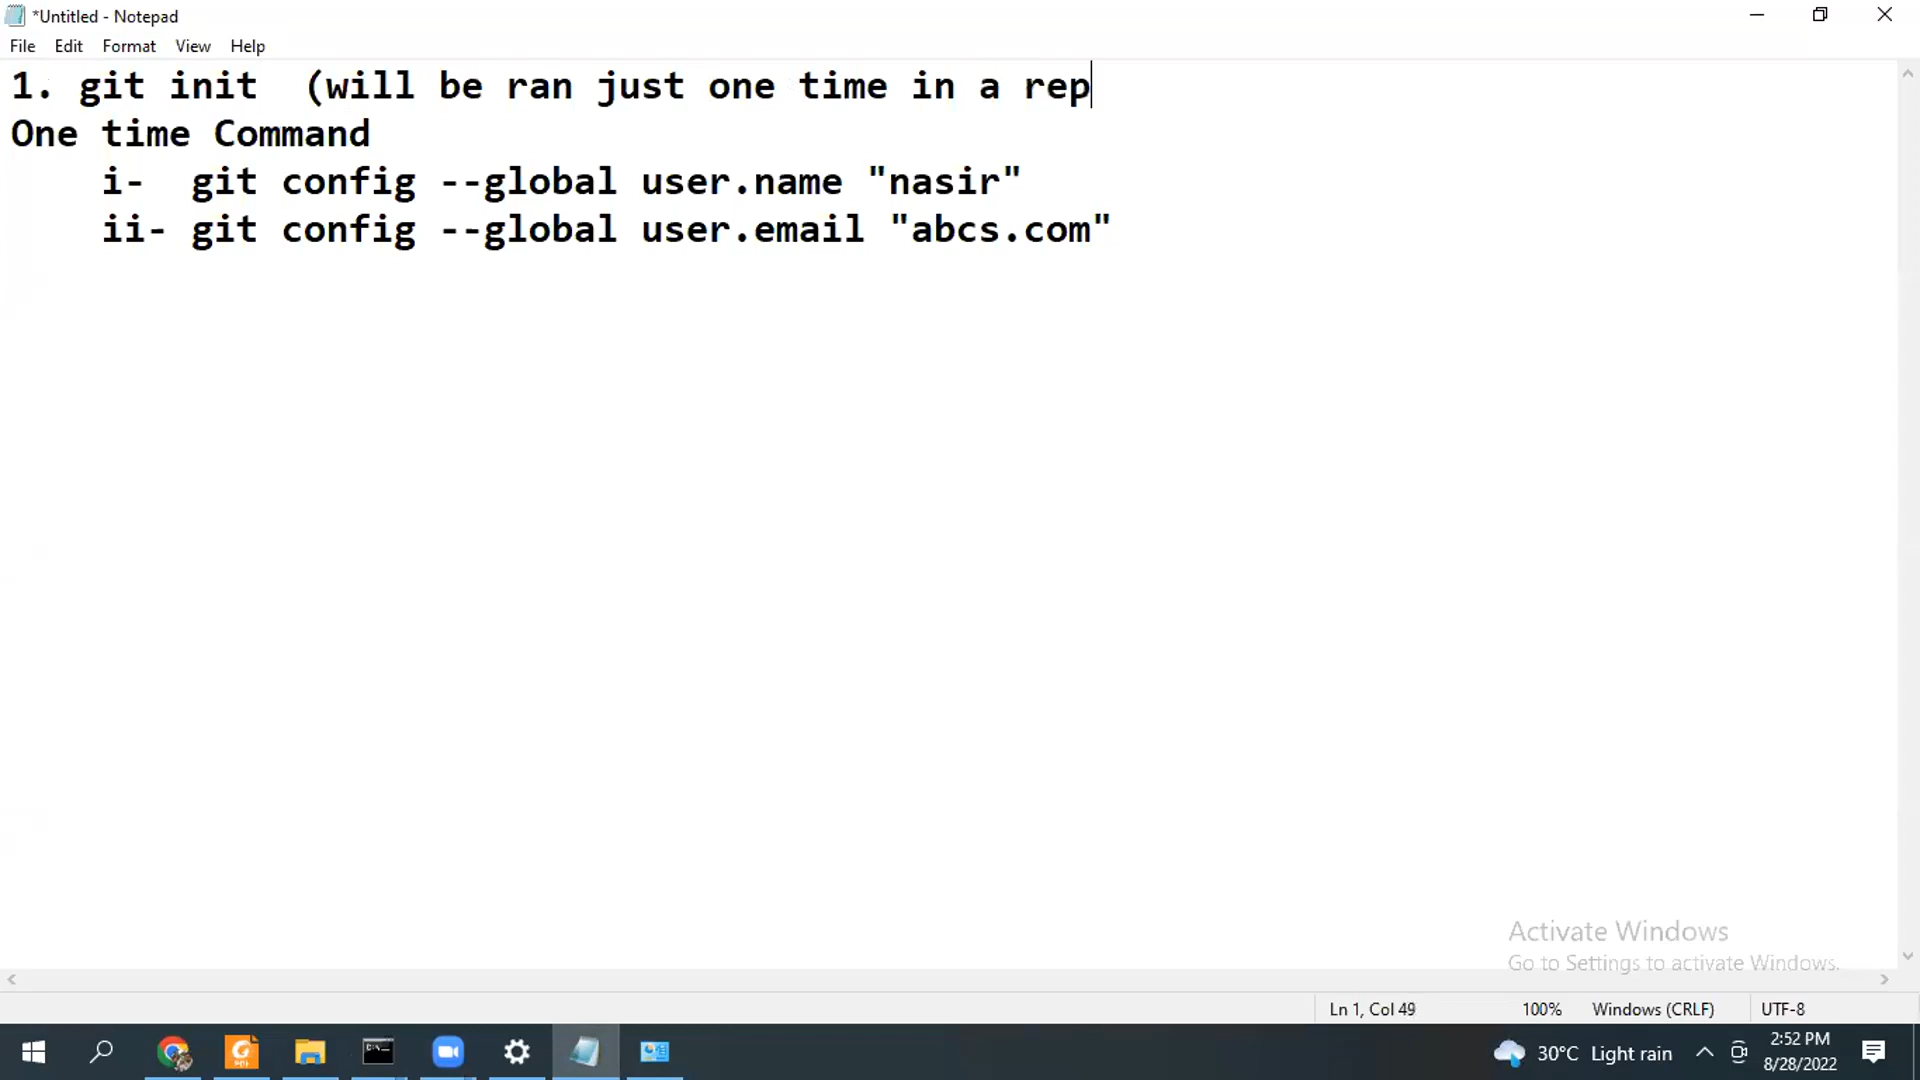 *Untitled - Notepad
File Edit Format View Help
1. git init  (will be ran just one time in a rep
One time Command
i-  git config --global user.name "nasir"
ii- git config --global user.email "abcs.com"
Activate Windows
Go to Settings to activate Windows.
Ln 1, Col 49 100% Windows (CRLF) UTF-8
PDF
30°C Light rain 2:52 PM
8/28/2022